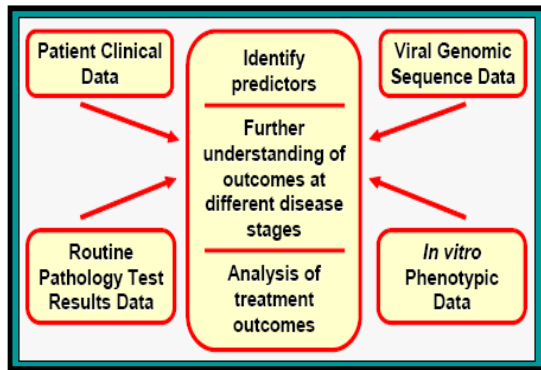 Patient Clinical
Data
Identify
predictors
Viral Genomic
Sequence Data
Further
understanding of
outcomes at
different disease
stages
Routine
Pathology Test
Results Data
Analysis of
treatment
outcomes
In vitro
Phenotypic
Data